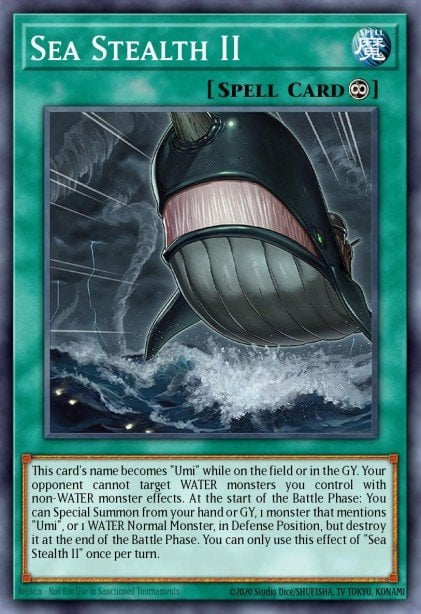 SEA STEALTH II
SPELL
魔
[SPELL CARD]
This card's name becomes "Umi" while on the field or in the GY. Your
opponent cannot target WATER monsters you control with
non-WATER monster effects. At the start of the Battle Phase: You
can Special Summon from your hand or GY, 1 monster that mentions
"Umi", or 1 WATER Normal Monster, in Defense Position, but destroy
it at the end of the Battle Phase. You can only use this effect of "Sea
Stealth II" once per turn.
Replica - Not For Use in Sanctioned Tournaments
©2020 Studio Dice/SHUEISHA, TV TOKYO, KONAMI